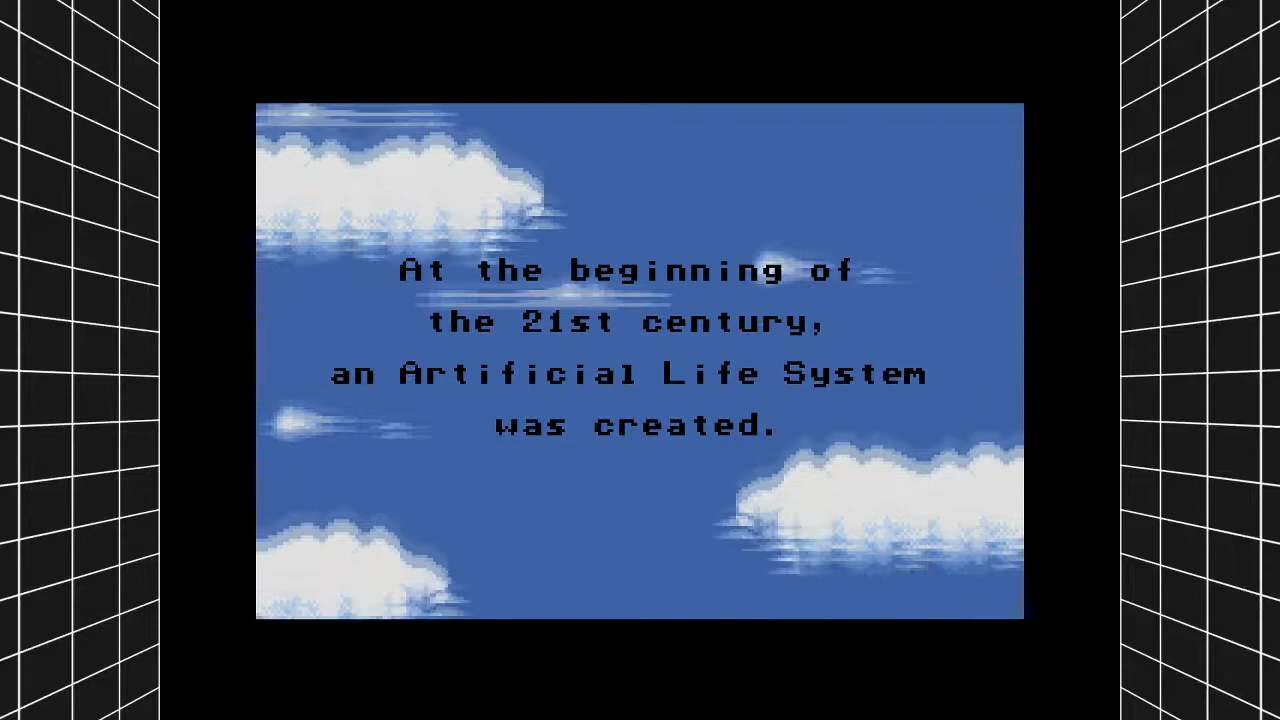 At the beginning of
the 21st century,
an Artificial Life System
was created.